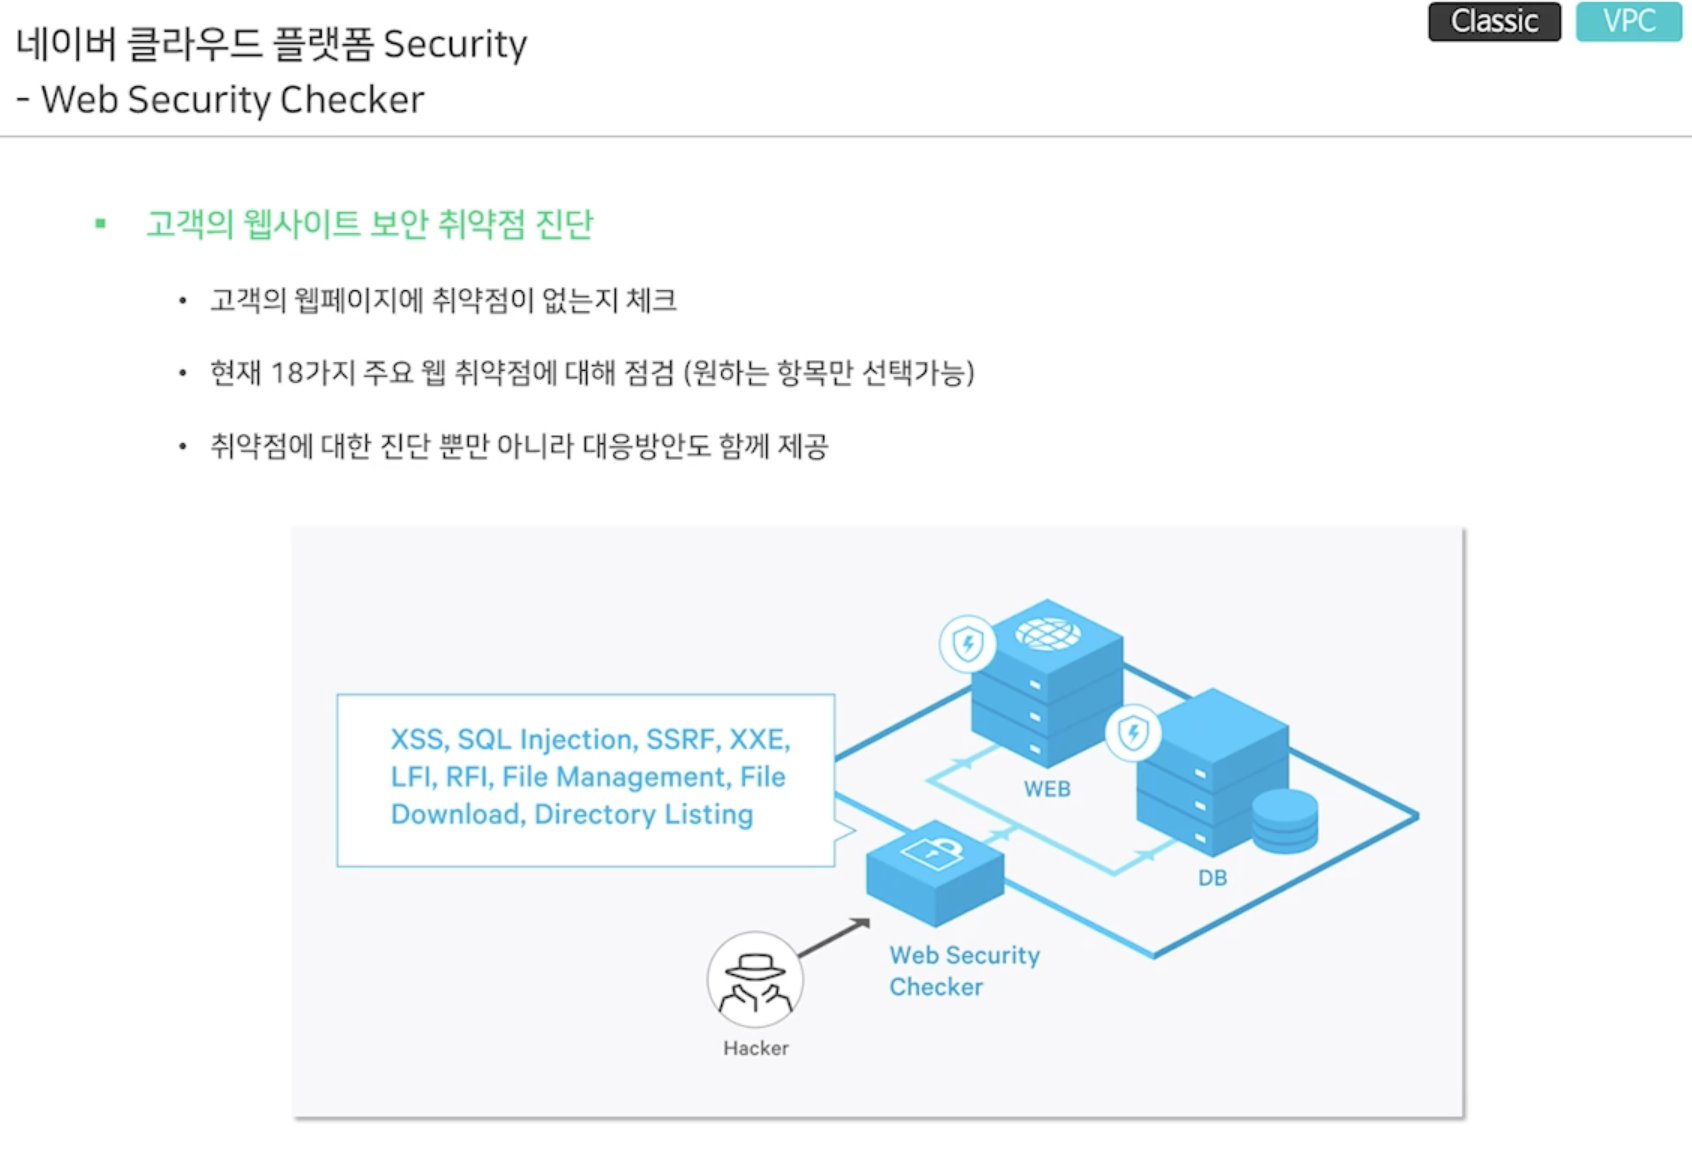 네이버 클라우드 플랫폼 Security
- Web Security Checker
Classic
VPC
▪ 고객의 웹사이트 보안 취약점 진단
• 고객의 웹페이지에 취약점이 없는지 체크
• 현재 18가지 주요 웹 취약점에 대해 점검 (원하는 항목만 선택가능)
• 취약점에 대한 진단 뿐만 아니라 대응방안도 함께 제공
XSS, SQL Injection, SSRF, XXE,
LFI, RFI, File Management, File
Download, Directory Listing
WEB
DB
Web Security
Checker
Hacker